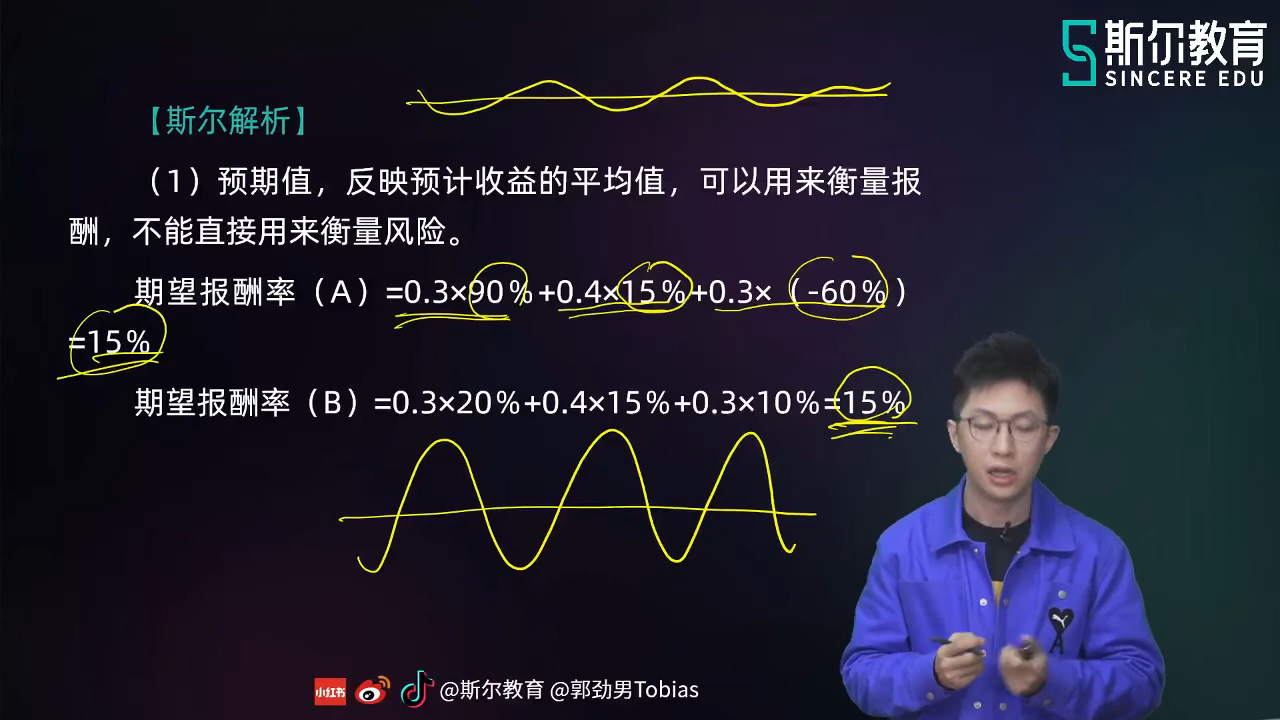 斯尔教育
SINCERE EDU
【斯尔解析】
（1）预期值，反映预计收益的平均值，可以用来衡量报
酬，不能直接用来衡量风险。
期望报酬率（A）=0.3×90%+0.4×15%+0.3×（-60%）
=15%
期望报酬率（B）=0.3×20%+0.4×15%+0.3×10%=15%
小红书 @斯尔教育 @郭劲男Tobias